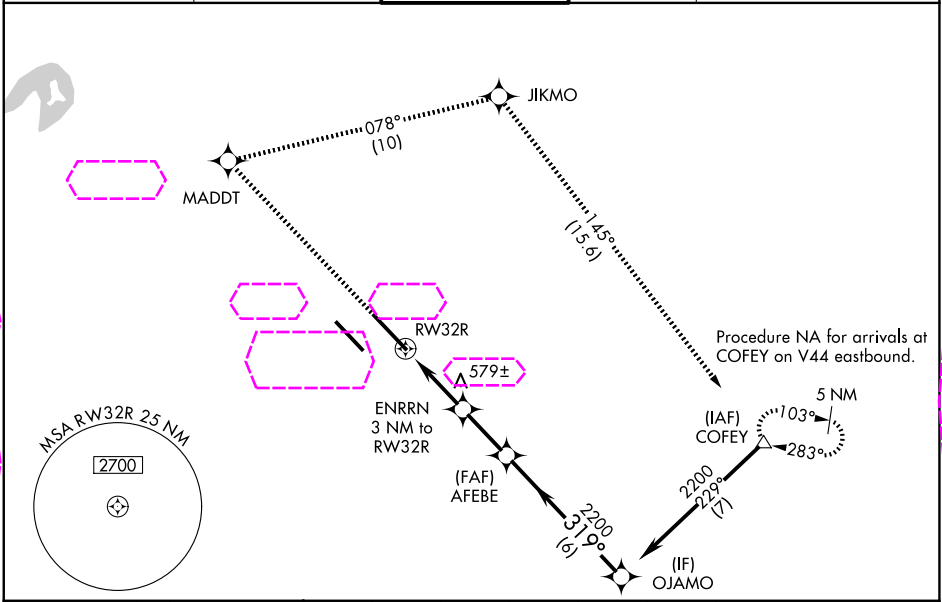 JIKMO
078°
(10)
MADDT
145°
(15.6)
RW32R
Procedure NA for arrivals at
COFEY on V44 eastbound.
579±
5 NM
ENRRN
3 NM to
RW32R
(IAF)
COFEY
103°
283°
MSA RW32R 25 NM
2700
(FAF)
AFEBE
2200
229°
(7)
2200
319°
(6)
(IF)
OJAMO